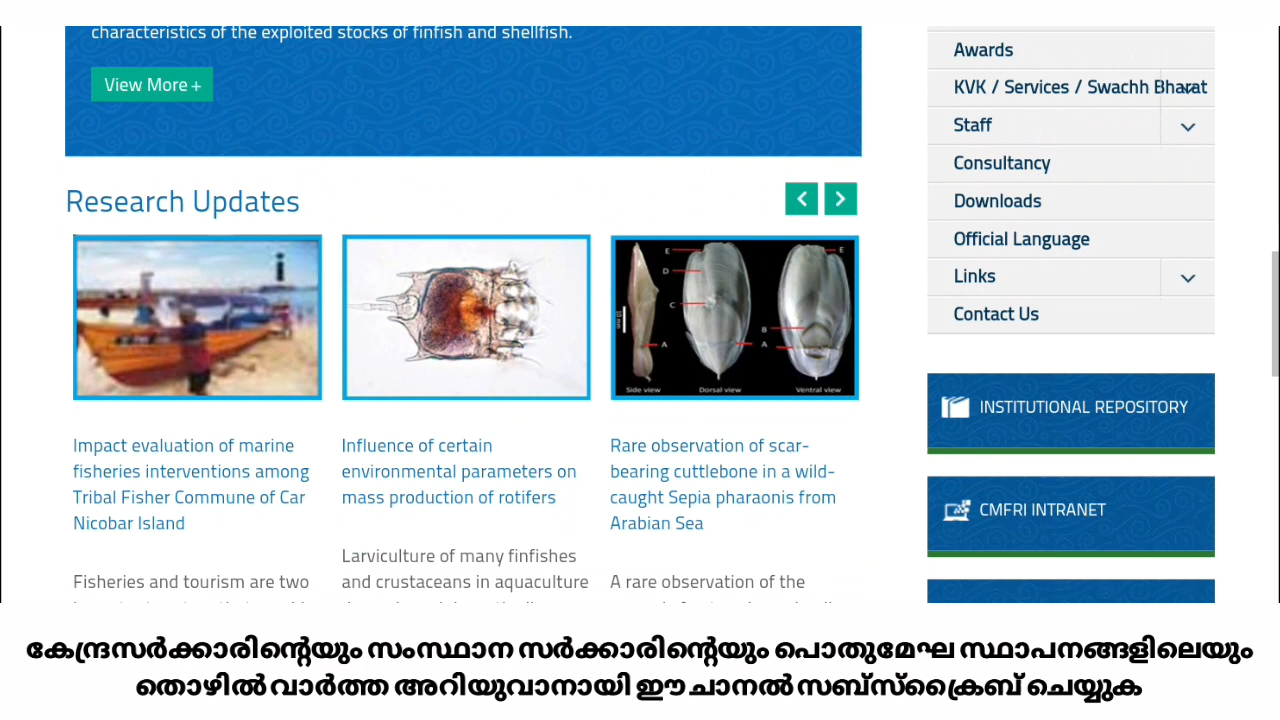 characteristics of the exploited stocks of finfish and shellfish.
View More +
Research Updates
E
D
C
A
10 mm
Side view
Dorsal view
E
B
A
Ventral view
Impact evaluation of marine
fisheries interventions among
Tribal Fisher Commune of Car
Nicobar Island
Fisheries and tourism are two
Influence of certain
environmental parameters on
mass production of rotifers
Larviculture of many finfishes
and crustaceans in aquaculture
Rare observation of scar-
bearing cuttlebone in a wild-
caught Sepia pharaonis from
Arabian Sea
A rare observation of the
Awards
KVK / Services / Swachh Bharat
Staff
Consultancy
Downloads
Official Language
Links
Contact Us
INSTITUTIONAL REPOSITORY
CMFRI INTRANET
കേന്ദ്രസർക്കാരിന്റെയും സംസ്ഥാന സർക്കാരിന്റെയും പൊതുമേഘ സ്ഥാപനങ്ങളിലെയും
തൊഴിൽ വാർത്ത അറിയുവാനായി ഈ ചാനൽ സബ്സ്ക്രൈബ് ചെയ്യുക